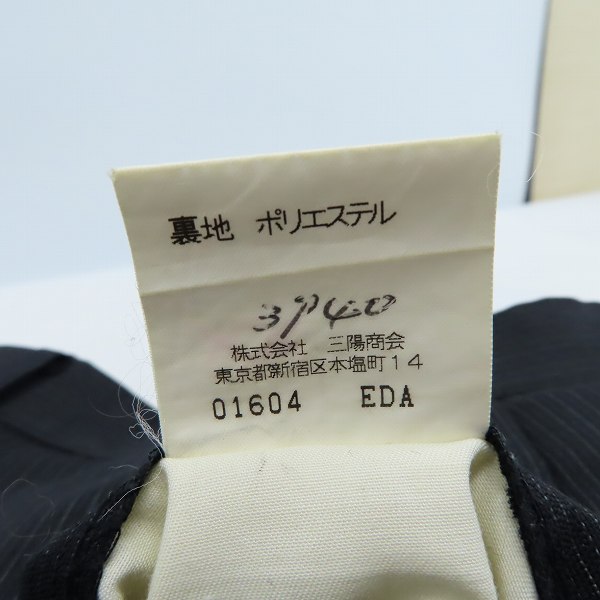 裏地 ポリエステル
株式会社 三陽商会
東京都新宿区本塩町14
01604 EDA